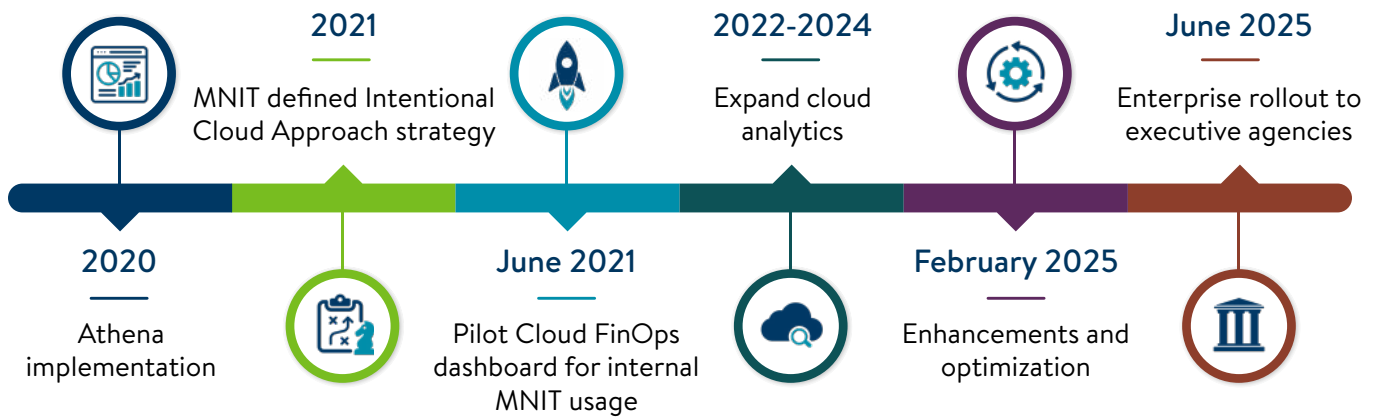 2020
Athena
implementation
2021
MNIT defined Intentional
Cloud Approach strategy
June 2021
Pilot Cloud FinOps
dashboard for internal
MNIT usage
2022-2024
Expand cloud
analytics
February 2025
Enhancements and
optimization
June 2025
Enterprise rollout to
executive agencies